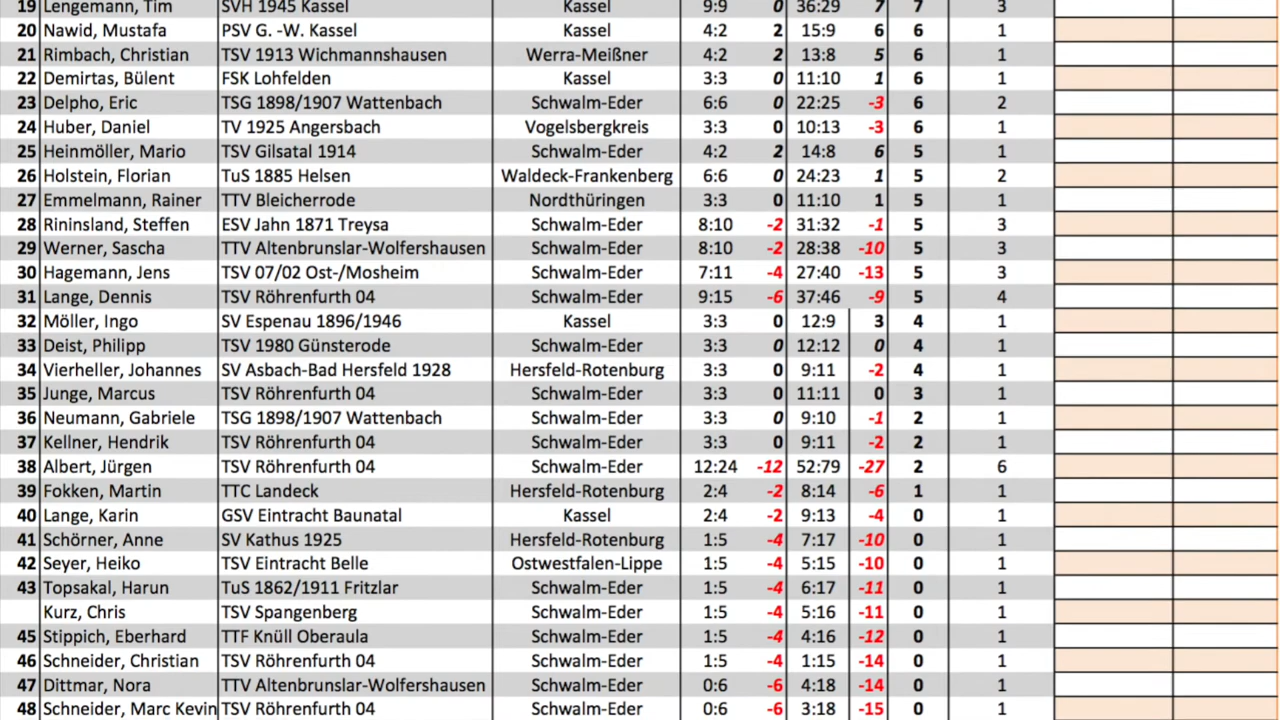 19 Lengemann, Tim SVH 1945 Kassel Kassel 9:9 0 36:29 7 7 3
20 Nawid, Mustafa PSV G. -W. Kassel Kassel 4:2 2 15:9 6 6 1
21 Rimbach, Christian TSV 1913 Wichmannshausen Werra-Meißner 4:2 2 13:8 5 6 1
22 Demirtas, Bülent FSK Lohfelden Kassel 3:3 0 11:10 1 6 1
23 Delpho, Eric TSG 1898/1907 Wattenbach Schwalm-Eder 6:6 0 22:25 -3 6 2
24 Huber, Daniel TV 1925 Angersbach Vogelsbergkreis 3:3 0 10:13 -3 6 1
25 Heinmöller, Mario TSV Gilsatal 1914 Schwalm-Eder 4:2 2 14:8 6 5 1
26 Holstein, Florian TuS 1885 Helsen Waldeck-Frankenberg 6:6 0 24:23 1 5 2
27 Emmelmann, Rainer TTV Bleicherode Nordthüringen 3:3 0 11:10 1 5 1
28 Rininsland, Steffen ESV Jahn 1871 Treysa Schwalm-Eder 8:10 -2 31:32 -1 5 3
29 Werner, Sascha TTV Altenbrunslar-Wolfershausen Schwalm-Eder 8:10 -2 28:38 -10 5 3
30 Hagemann, Jens TSV 07/02 Ost-/Mosheim Schwalm-Eder 7:11 -4 27:40 -13 5 3
31 Lange, Dennis TSV Röhrenfurth 04 Schwalm-Eder 9:15 -6 37:46 -9 5 4
32 Möller, Ingo SV Espenau 1896/1946 Kassel 3:3 0 12:9 3 4 1
33 Deist, Philipp TSV 1980 Günsterode Schwalm-Eder 3:3 0 12:12 0 4 1
34 Vierheller, Johannes SV Asbach-Bad Hersfeld 1928 Hersfeld-Rotenburg 3:3 0 9:11 -2 4 1
35 Junge, Marcus TSV Röhrenfurth 04 Schwalm-Eder 3:3 0 11:11 0 3 1
36 Neumann, Gabriele TSG 1898/1907 Wattenbach Schwalm-Eder 3:3 0 9:10 -1 2 1
37 Kellner, Hendrik TSV Röhrenfurth 04 Schwalm-Eder 3:3 0 9:11 -2 2 1
38 Albert, Jürgen TSV Röhrenfurth 04 Schwalm-Eder 12:24 -12 52:79 -27 2 6
39 Fokken, Martin TTC Landeck Hersfeld-Rotenburg 2:4 -2 8:14 -6 1 1
40 Lange, Karin GSV Eintracht Baunatal Kassel 2:4 -2 9:13 -4 0 1
41 Schörner, Anne SV Kathus 1925 Hersfeld-Rotenburg 1:5 -4 7:17 -10 0 1
42 Seyer, Heiko TSV Eintracht Belle Ostwestfalen-Lippe 1:5 -4 5:15 -10 0 1
43 Topsakal, Harun TuS 1862/1911 Fritzlar Schwalm-Eder 1:5 -4 6:17 -11 0 1
Kurz, Chris TSV Spangenberg Schwalm-Eder 1:5 -4 5:16 -11 0 1
45 Stippich, Eberhard TTF Knüll Oberaula Schwalm-Eder 1:5 -4 4:16 -12 0 1
46 Schneider, Christian TSV Röhrenfurth 04 Schwalm-Eder 1:5 -4 1:15 -14 0 1
47 Dittmar, Nora TTV Altenbrunslar-Wolfershausen Schwalm-Eder 0:6 -6 4:18 -14 0 1
48 Schneider, Marc Kevin TSV Röhrenfurth 04 Schwalm-Eder 0:6 -6 3:18 -15 0 1